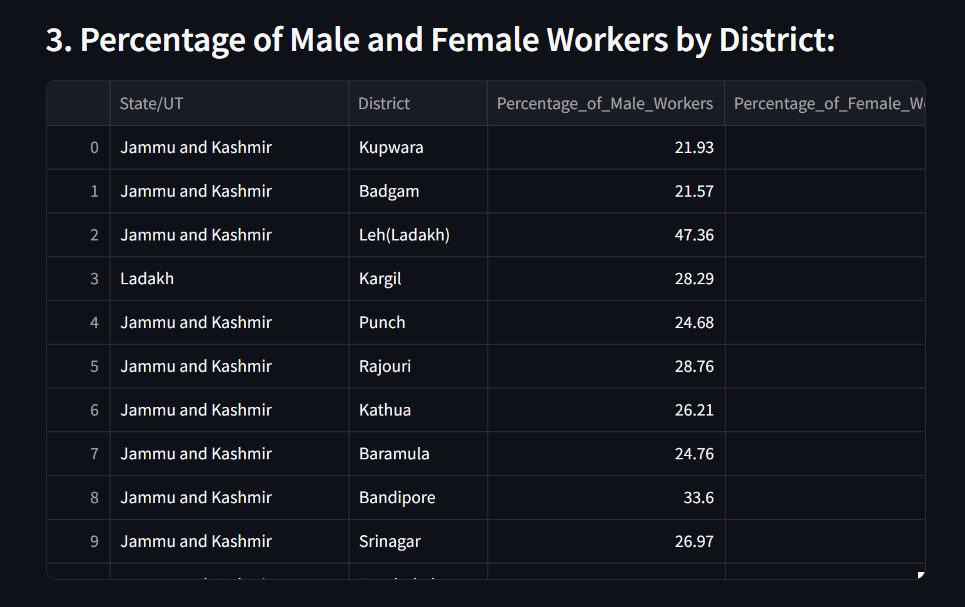 3. Percentage of Male and Female Workers by District:
State/UT District Percentage_of_Male_Workers Percentage_of_Female_W
0 Jammu and Kashmir Kupwara 21.93
1 Jammu and Kashmir Badgam 21.57
2 Jammu and Kashmir Leh(Ladakh) 47.36
3 Ladakh Kargil 28.29
4 Jammu and Kashmir Punch 24.68
5 Jammu and Kashmir Rajouri 28.76
6 Jammu and Kashmir Kathua 26.21
7 Jammu and Kashmir Baramula 24.76
8 Jammu and Kashmir Bandipore 33.6
9 Jammu and Kashmir Srinagar 26.97